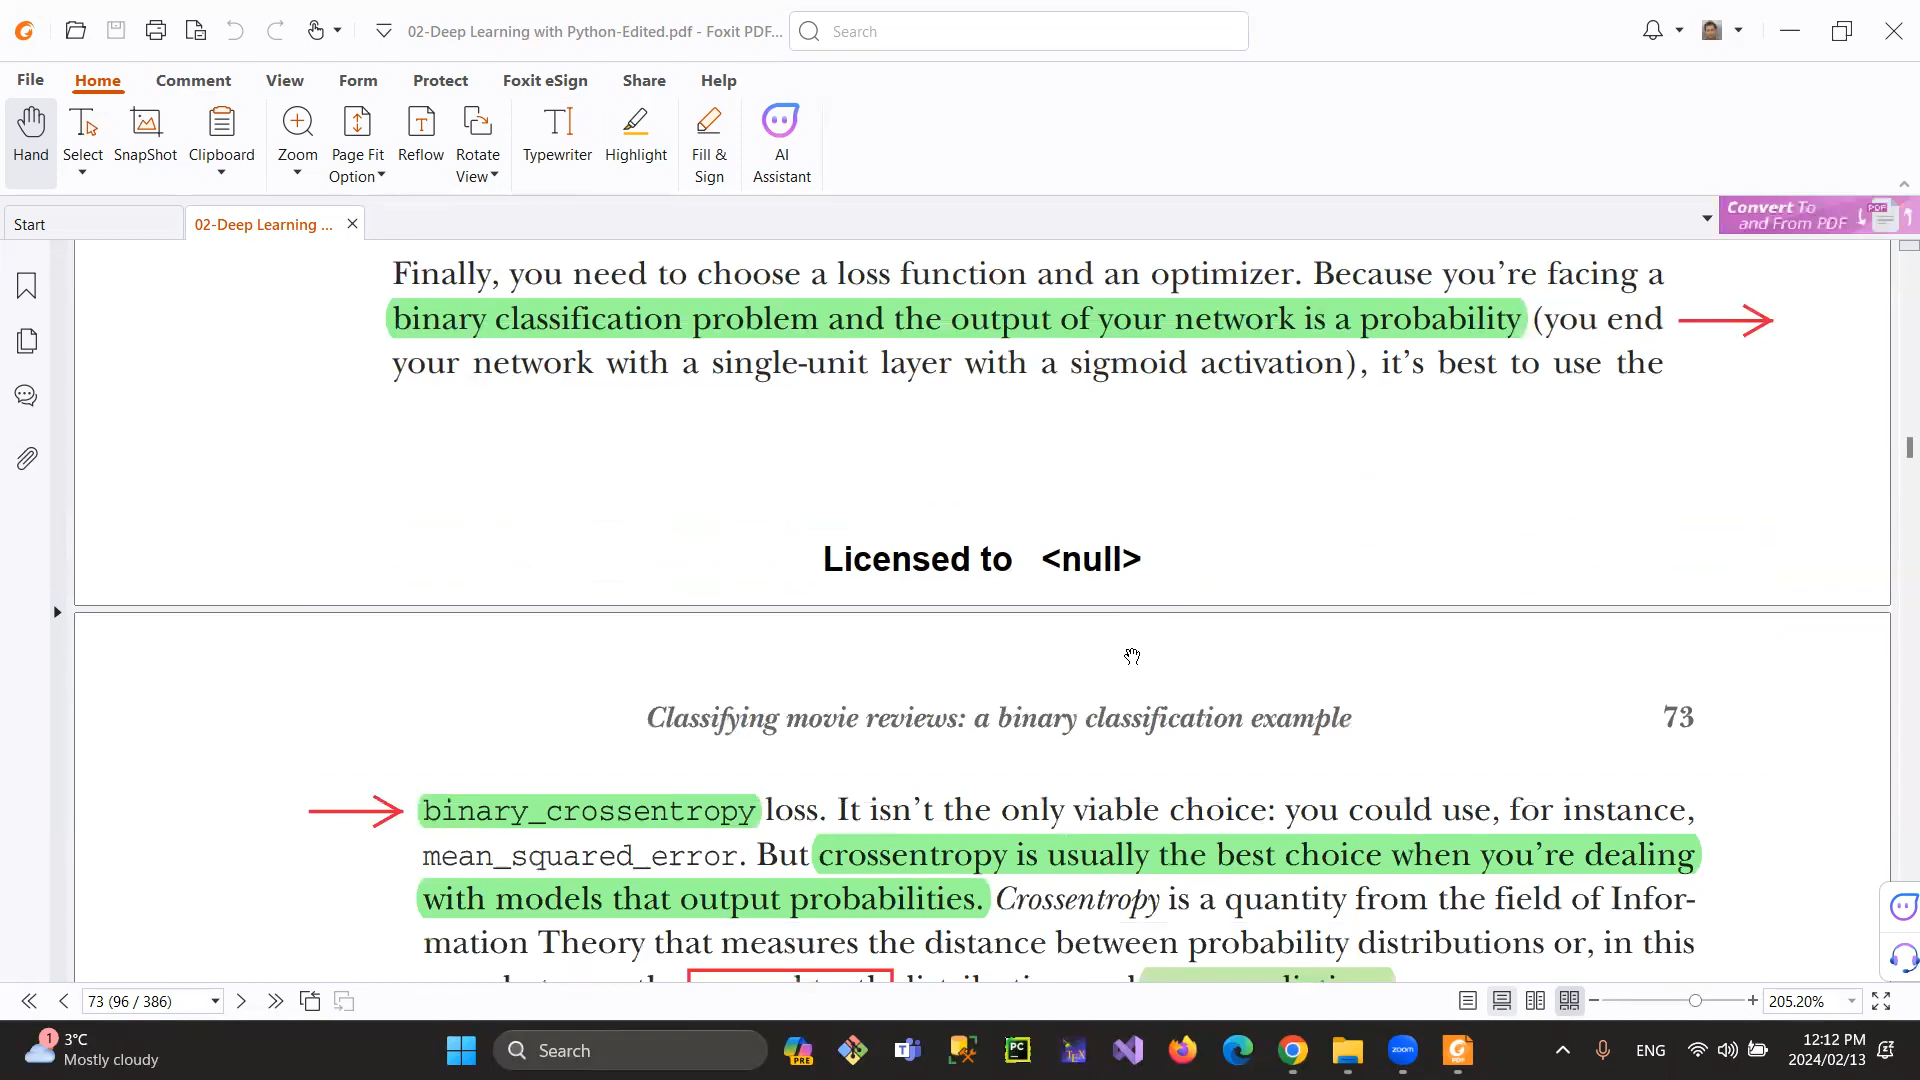 02-Deep Learning with Python-Edited.pdf - Foxit PDF...
Search
File
Home
Comment
View
Form
Protect
Foxit eSign
Share
Help
Hand
Select
SnapShot
Clipboard
Zoom
Page Fit
Option
Reflow
Rotate
View
Typewriter
Highlight
Fill &
Sign
AI
Assistant
Start
02-Deep Learning ...
Convert To
and From PDF
PDF
Finally, you need to choose a loss function and an optimizer. Because you’re facing a
binary classification problem and the output of your network is a probability (you end
your network with a single-unit layer with a sigmoid activation), it’s best to use the
Licensed to <null>
Classifying movie reviews: a binary classification example
73
binary_crossentropy loss. It isn’t the only viable choice: you could use, for instance,
mean_squared_error. But crossentropy is usually the best choice when you’re dealing
with models that output probabilities. Crossentropy is a quantity from the field of Infor-
mation Theory that measures the distance between probability distributions or, in this
73 (96 / 386)
205.20%
1
3°C
Mostly cloudy
Search
PRE
PC
TEX
zoom
PDF
ENG
12:12 PM
2024/02/13